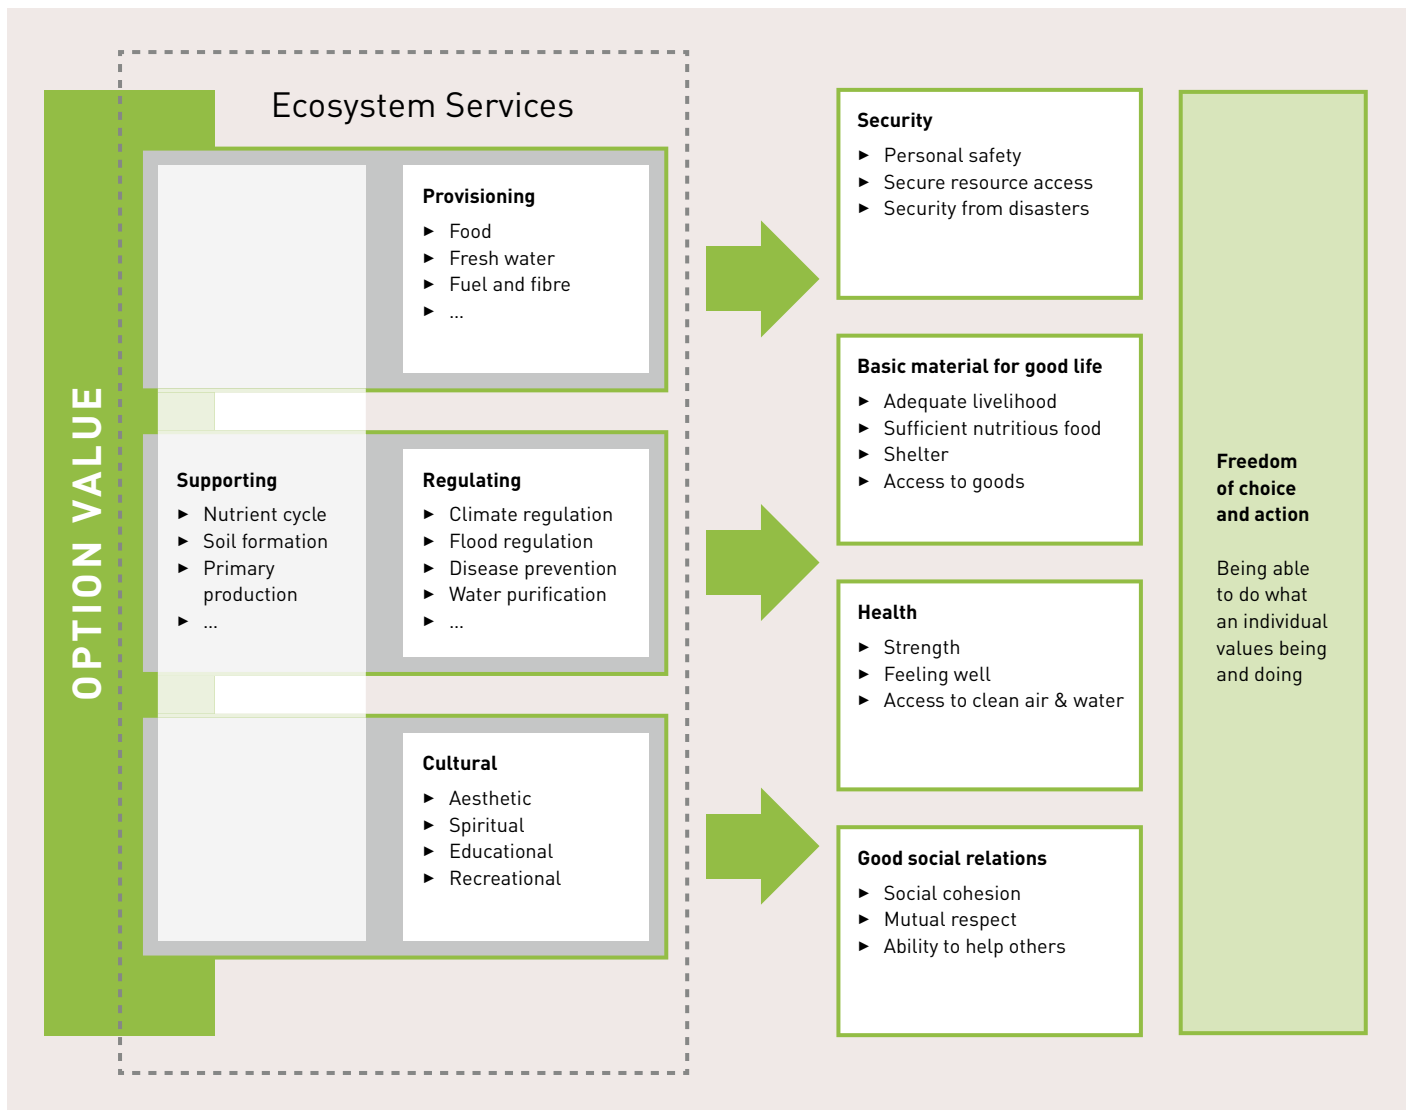 OPTION VALUE
Ecosystem Services
Provisioning
► Food
► Fresh water
► Fuel and fibre
► ...
Supporting
► Nutrient cycle
► Soil formation
► Primary
production
► ...
Regulating
► Climate regulation
► Flood regulation
► Disease prevention
► Water purification
► ...
Cultural
► Aesthetic
► Spiritual
► Educational
► Recreational
Security
► Personal safety
► Secure resource access
► Security from disasters
Basic material for good life
► Adequate livelihood
► Sufficient nutritious food
► Shelter
► Access to goods
Health
► Strength
► Feeling well
► Access to clean air & water
Good social relations
► Social cohesion
► Mutual respect
► Ability to help others
Freedom
of choice
and action
Being able
to do what
an individual
values being
and doing